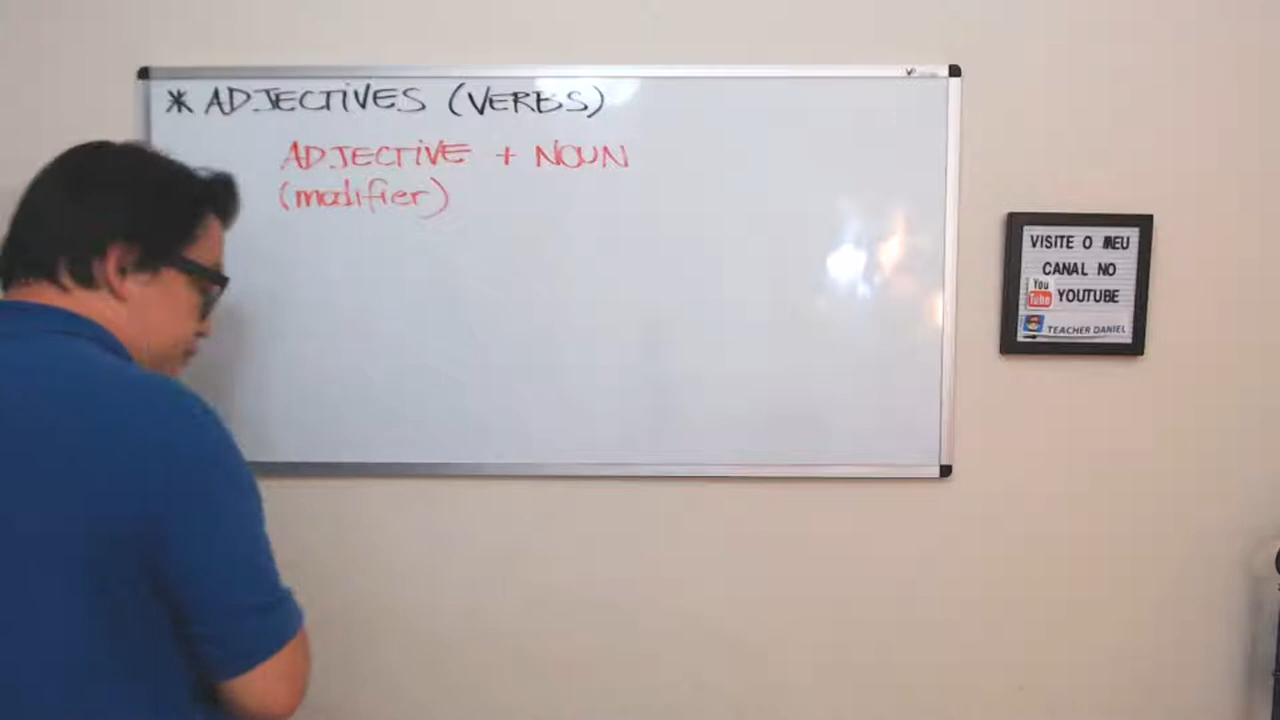 * ADJECTIVES (VERBS)
ADJECTIVE + NOUN
(modifier)
VISITE O MEU
CANAL NO
You
Tube YOUTUBE
TEACHER DANIEL